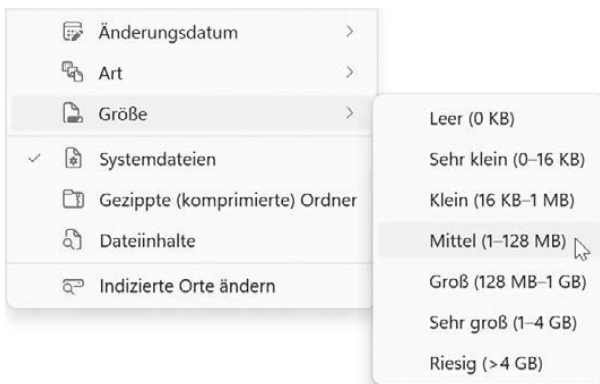 Änderungsdatum
Art
Größe
Systemdateien
Gezippte (komprimierte) Ordner
Dateiinhalte
Indizierte Orte ändern
Leer (0 KB)
Sehr klein (0–16 KB)
Klein (16 KB–1 MB)
Mittel (1–128 MB)
Groß (128 MB–1 GB)
Sehr groß (1–4 GB)
Riesig (>4 GB)